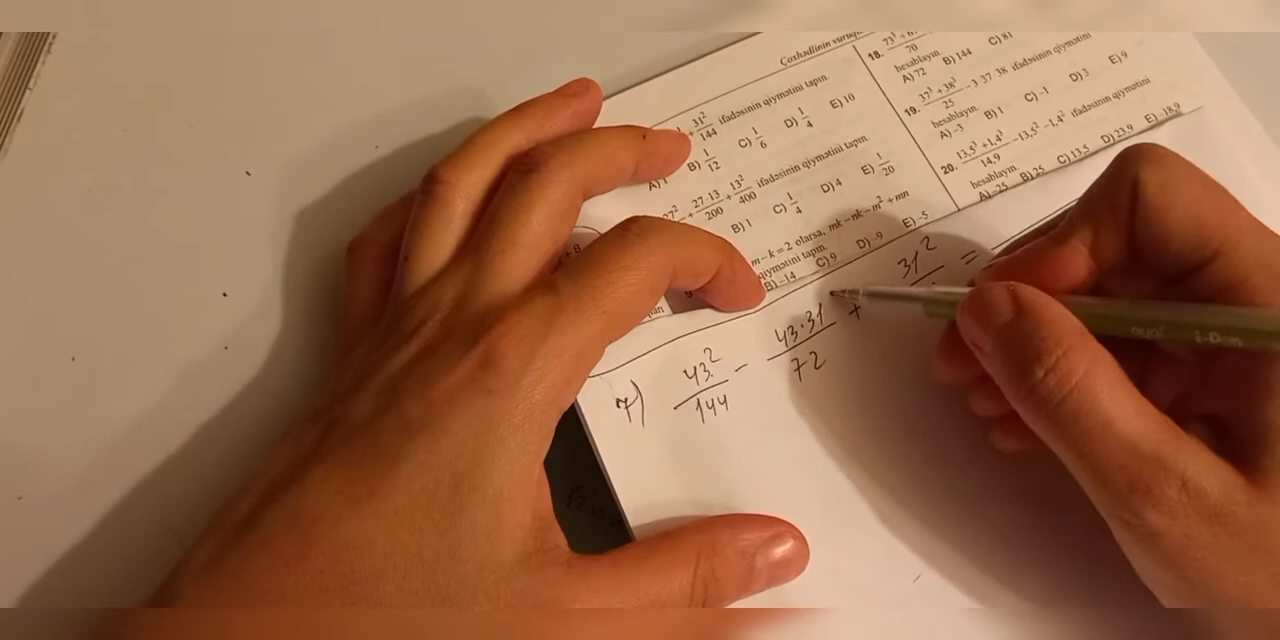 Çoxhədlinin vuruq
31²/144 ifadəsinin qiymətini tapın.
A) 1 B) 1/12 C) 1/6 D) 1/4 E) 10
27²
+ 27·13/200 + 13²/400 ifadəsinin qiymətini tapın.
B) 1 C) 1/4 D) 4 E) 1/20
m−k=2 olarsa, mk−nk−m²+mn
qiymətini tapın.
B) −14 C) 9 D) −9 E) −5
18.
70
hesablayın.
A) 72 B) 144 C) 81
19. 37³+38³/25 −3·37·38 ifadəsinin qiymətini
hesablayın.
A) −3 B) 1 C) −1 D) 3 E) 9
20. 13,5³+1,4³/14,9 −13,5²−1,4² ifadəsinin qiymətini
hesablayın.
A) −25 B) 25 C) 13,5 D) 23,9 E) −18,9
7) 43²/144 − 43·31/72 + 31² =
i-Don